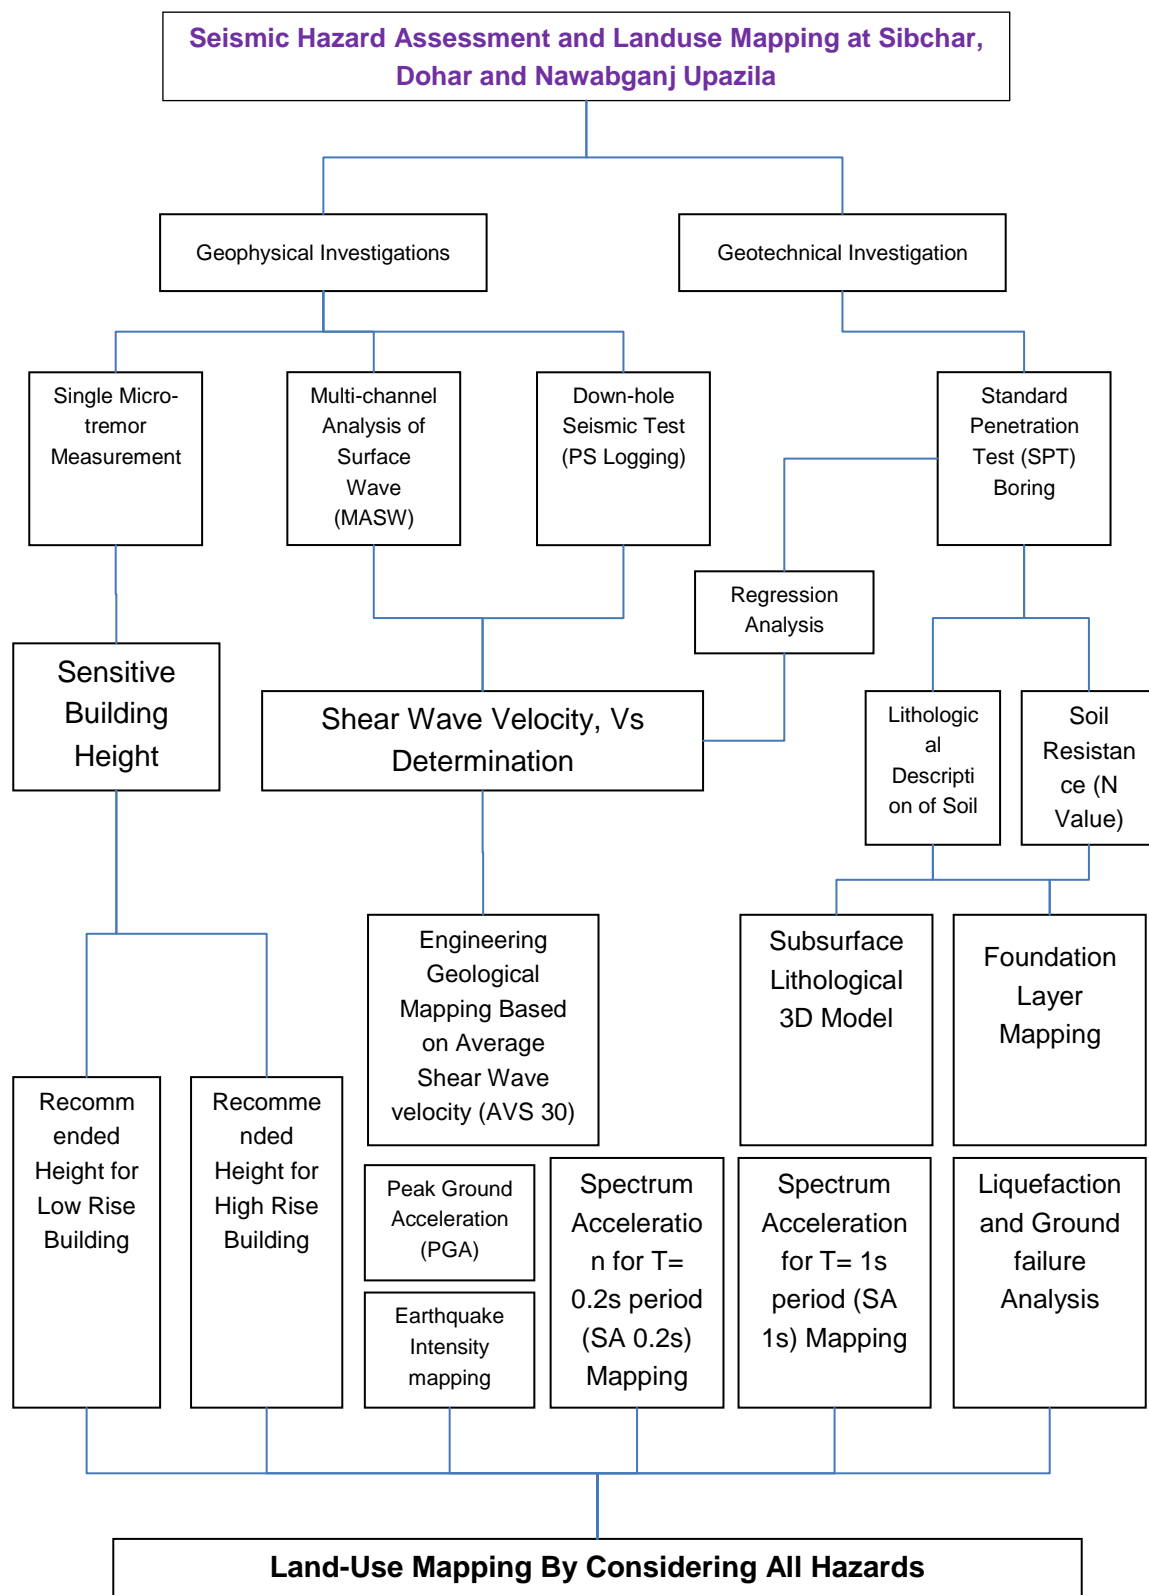 Seismic Hazard Assessment and Landuse Mapping at Sibchar,
Dohar and Nawabganj Upazila
Geophysical Investigations
Geotechnical Investigation
Single Micro-
tremor
Measurement
Multi-channel
Analysis of
Surface
Wave
(MASW)
Down-hole
Seismic Test
(PS Logging)
Standard
Penetration
Test (SPT)
Boring
Regression
Analysis
Sensitive
Building
Height
Shear Wave Velocity, Vs
Determination
Lithologic
al
Descripti
on of Soil
Soil
Resistan
ce (N
Value)
Engineering
Geological
Mapping Based
on Average
Shear Wave
velocity (AVS 30)
Subsurface
Lithological
3D Model
Foundation
Layer
Mapping
Recomm
ended
Height for
Low Rise
Building
Recomme
nded
Height for
High Rise
Building
Peak Ground
Acceleration
(PGA)
Earthquake
Intensity
mapping
Spectrum
Acceleratio
n for T=
0.2s period
(SA 0.2s)
Mapping
Spectrum
Acceleration
for T= 1s
period (SA
1s) Mapping
Liquefaction
and Ground
failure
Analysis
Land-Use Mapping By Considering All Hazards